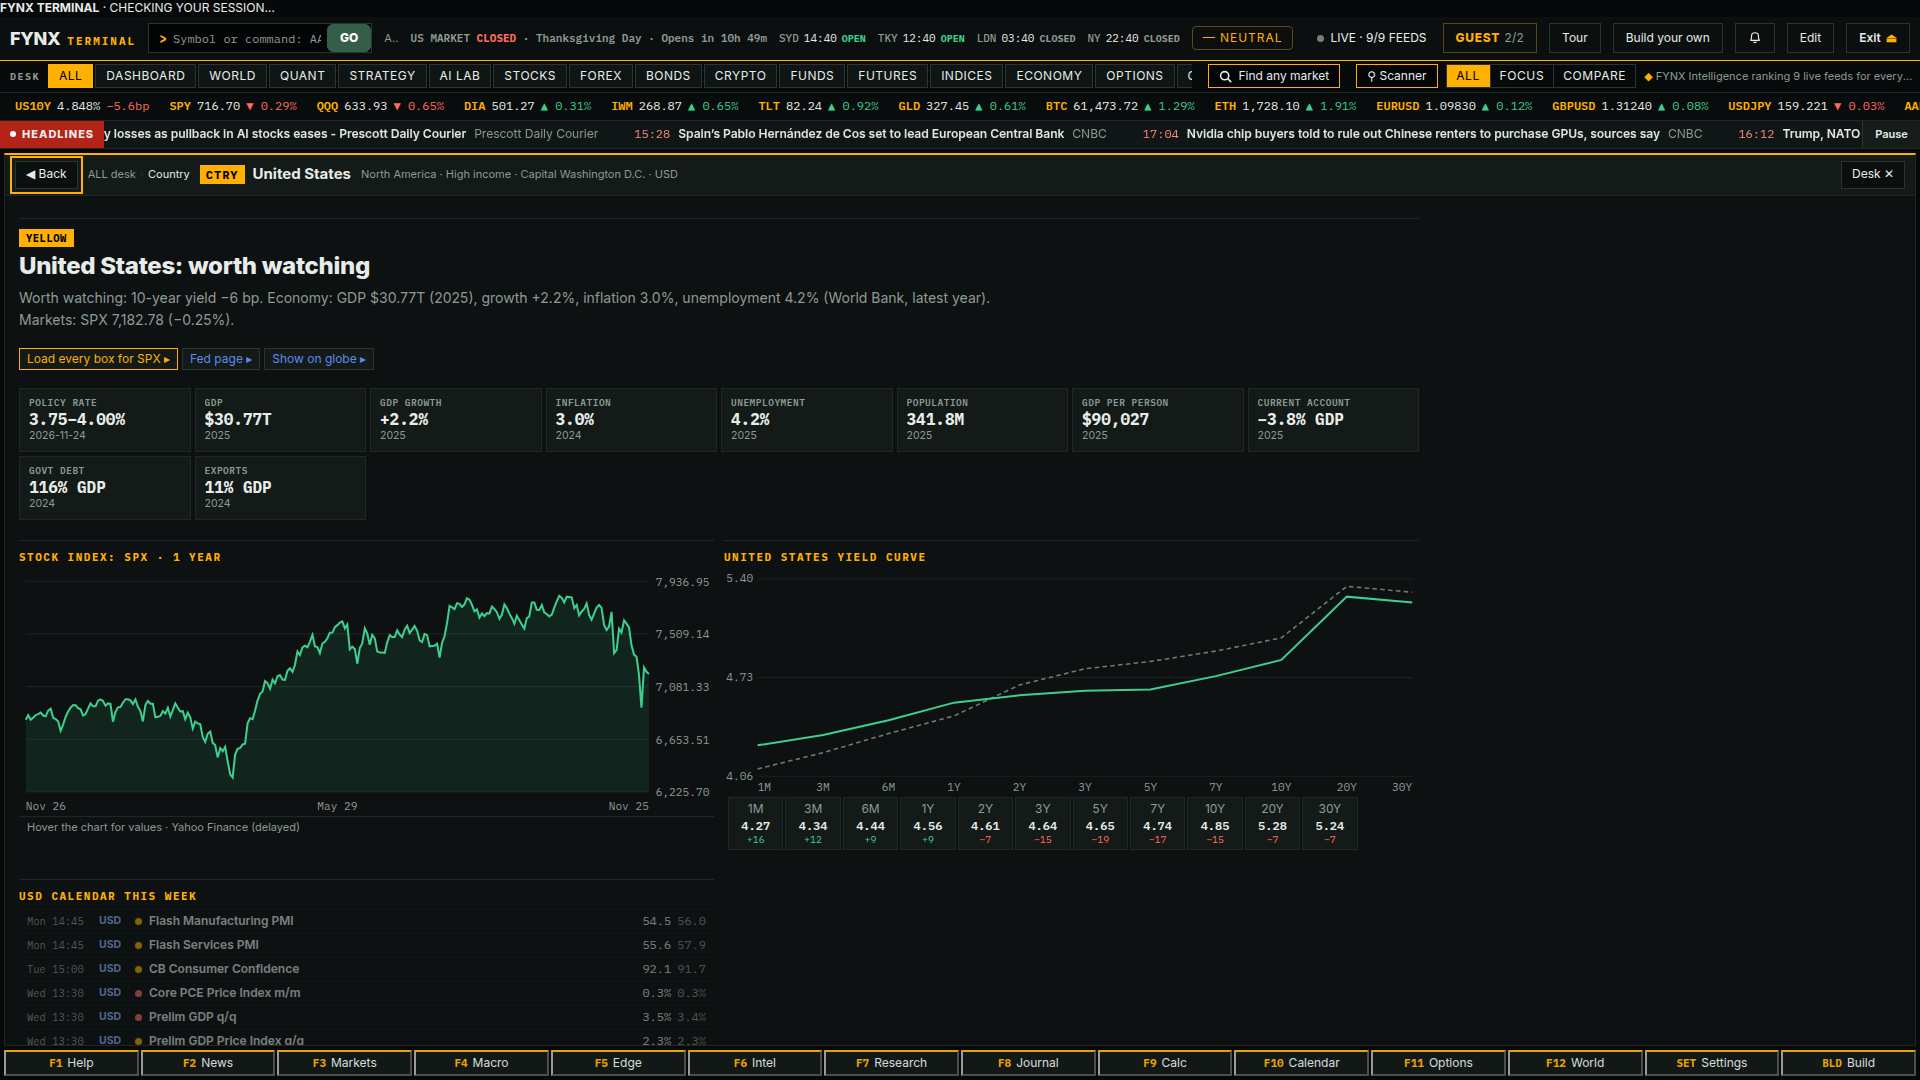 FYNX TERMINAL · CHECKING YOUR SESSION...
FYNX TERMINAL > Symbol or command: AA GO A.. US MARKET CLOSED · Thanksgiving Day · Opens in 10h 49m SYD 14:40 OPEN TKY 12:40 OPEN LDN 03:40 CLOSED NY 22:40 CLOSED — NEUTRAL LIVE · 9/9 FEEDS GUEST 2/2 Tour Build your own Edit Exit ⏏
DESK ALL DASHBOARD WORLD QUANT STRATEGY AI LAB STOCKS FOREX BONDS CRYPTO FUNDS FUTURES INDICES ECONOMY OPTIONS Find any market Scanner ALL FOCUS COMPARE ◆ FYNX Intelligence ranking 9 live feeds for every...
US10Y 4.848% −5.6bp SPY 716.70 ▼ 0.29% QQQ 633.93 ▼ 0.65% DIA 501.27 ▲ 0.31% IWM 268.87 ▲ 0.65% TLT 82.24 ▲ 0.92% GLD 327.45 ▲ 0.61% BTC 61,473.72 ▲ 1.29% ETH 1,728.10 ▲ 1.91% EURUSD 1.09830 ▲ 0.12% GBPUSD 1.31240 ▲ 0.08% USDJPY 159.221 ▼ 0.03% AA
● HEADLINES y losses as pullback in AI stocks eases - Prescott Daily Courier Prescott Daily Courier 15:28 Spain's Pablo Hernández de Cos set to lead European Central Bank CNBC 17:04 Nvidia chip buyers told to rule out Chinese renters to purchase GPUs, sources say CNBC 16:12 Trump, NATO Pause
◀ Back ALL desk · Country CTRY United States North America · High income · Capital Washington D.C. · USD Desk ✕
YELLOW
United States: worth watching
Worth watching: 10-year yield −6 bp. Economy: GDP $30.77T (2025), growth +2.2%, inflation 3.0%, unemployment 4.2% (World Bank, latest year).
Markets: SPX 7,182.78 (−0.25%).
Load every box for SPX ▸ Fed page ▸ Show on globe ▸
POLICY RATE GDP GDP GROWTH INFLATION UNEMPLOYMENT POPULATION GDP PER PERSON CURRENT ACCOUNT
3.75–4.00% $30.77T +2.2% 3.0% 4.2% 341.8M $90,027 −3.8% GDP
2026-11-24 2025 2025 2024 2025 2025 2025 2025
GOVT DEBT EXPORTS
116% GDP 11% GDP
2024 2024
STOCK INDEX: SPX · 1 YEAR
7,936.95
7,509.14
7,081.33
6,653.51
6,225.70
Nov 26 May 29 Nov 25
Hover the chart for values · Yahoo Finance (delayed)
UNITED STATES YIELD CURVE
5.40
4.73
4.06
1M 3M 6M 1Y 2Y 3Y 5Y 7Y 10Y 20Y 30Y
1M 3M 6M 1Y 2Y 3Y 5Y 7Y 10Y 20Y 30Y
4.27 4.34 4.44 4.56 4.61 4.64 4.65 4.74 4.85 5.28 5.24
+16 +12 +9 +9 −7 −15 −19 −17 −15 −7 −7
USD CALENDAR THIS WEEK
Mon 14:45 USD Flash Manufacturing PMI 54.5 56.0
Mon 14:45 USD Flash Services PMI 55.6 57.9
Tue 15:00 USD CB Consumer Confidence 92.1 91.7
Wed 13:30 USD Core PCE Price Index m/m 0.3% 0.3%
Wed 13:30 USD Prelim GDP q/q 3.5% 3.4%
Wed 13:30 USD Prelim GDP Price Index q/q 2.3% 2.3%
F1 Help F2 News F3 Markets F4 Macro F5 Edge F6 Intel F7 Research F8 Journal F9 Calc F10 Calendar F11 Options F12 World SET Settings BLD Build